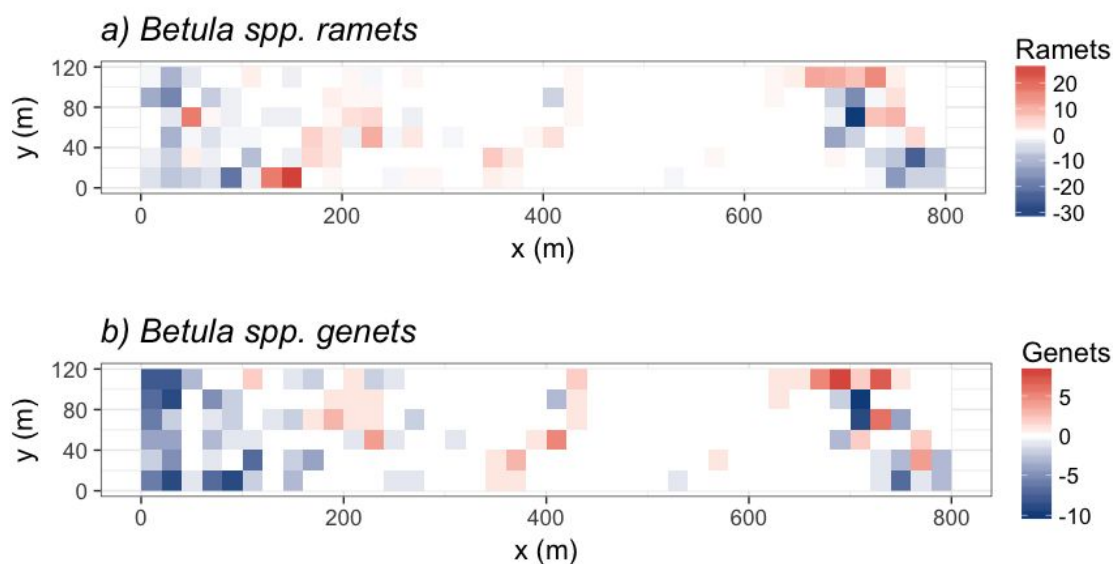 a) Betula spp. ramets
120
80
40
0
y (m)
0 200 400 600 800
x (m)
Ramets
20
10
0
-10
-20
-30
b) Betula spp. genets
120
80
40
0
y (m)
0 200 400 600 800
x (m)
Genets
5
0
-5
-10